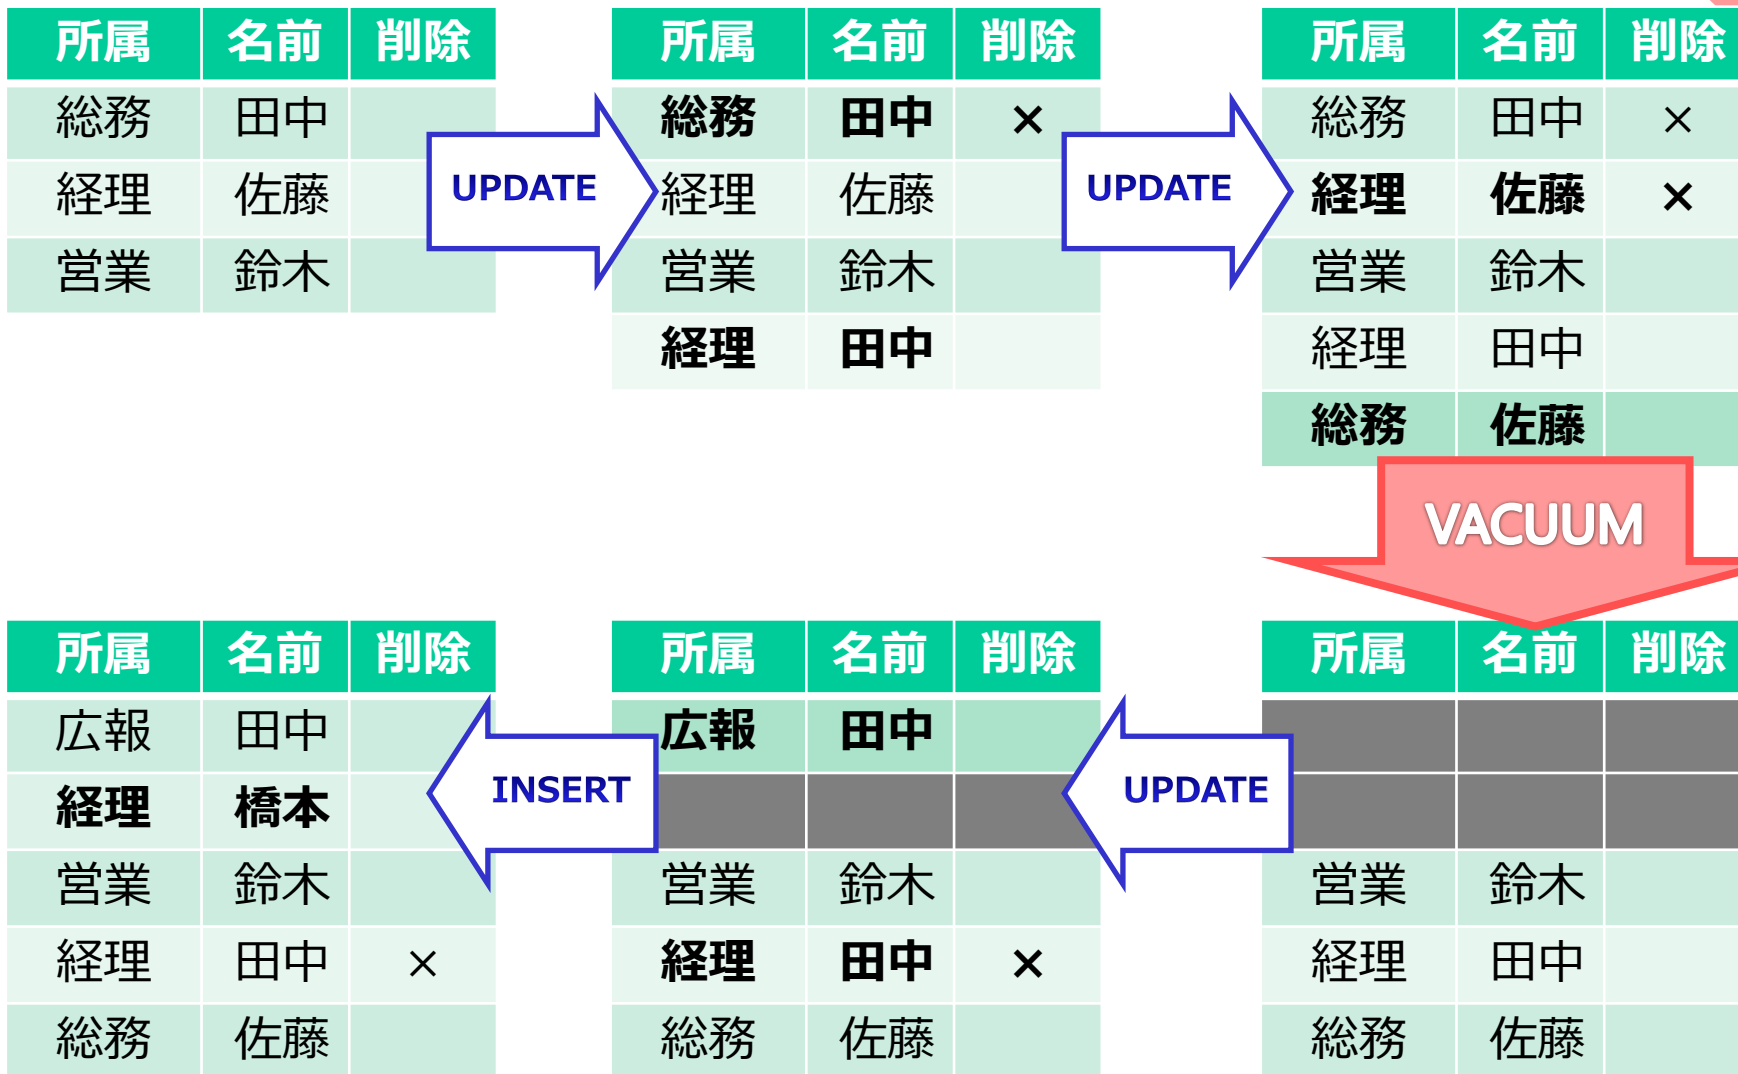 所属 名前 削除
総務 田中
経理 佐藤
営業 鈴木
UPDATE
所属 名前 削除
総務 田中 ×
経理 佐藤
営業 鈴木
経理 田中
UPDATE
所属 名前 削除
総務 田中 ×
経理 佐藤 ×
営業 鈴木
経理 田中
総務 佐藤
VACUUM
所属 名前 削除
営業 鈴木
経理 田中
総務 佐藤
UPDATE
所属 名前 削除
広報 田中
営業 鈴木
経理 田中 ×
総務 佐藤
INSERT
所属 名前 削除
広報 田中
経理 橋本
営業 鈴木
経理 田中 ×
総務 佐藤